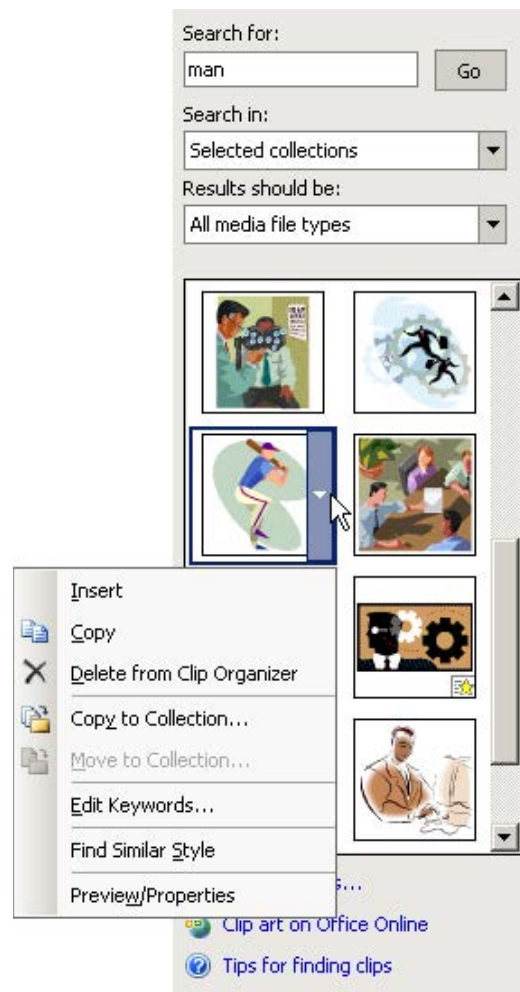 Search for:
man
Go
Search in:
Selected collections
Results should be:
All media file types
Insert
Copy
Delete from Clip Organizer
Copy to Collection...
Move to Collection...
Edit Keywords...
Find Similar Style
Preview/Properties
Clip art on Office Online
Tips for finding clips